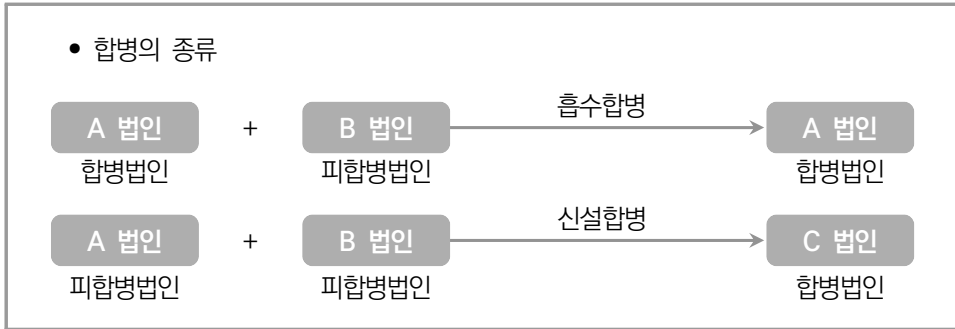 • 합병의 종류
흡수합병
A 법인 + B 법인 A 법인
합병법인 피합병법인 합병법인
신설합병
A 법인 + B 법인 C 법인
피합병법인 피합병법인 합병법인